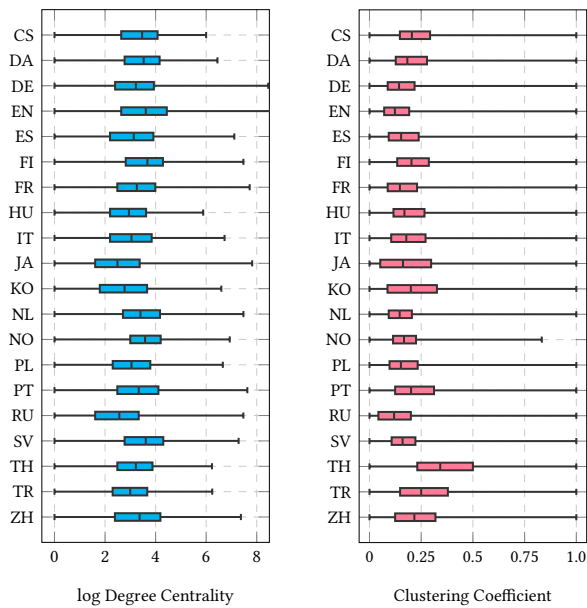 CS CS
DA DA
DE DE
EN EN
ES ES
FI FI
FR FR
HU HU
IT IT
JA JA
KO KO
NL NL
NO NO
PL PL
PT PT
RU RU
SV SV
TH TH
TR TR
ZH ZH
0 2 4 6 8 0 0.25 0.5 0.75 1.0
log Degree Centrality Clustering Coefficient